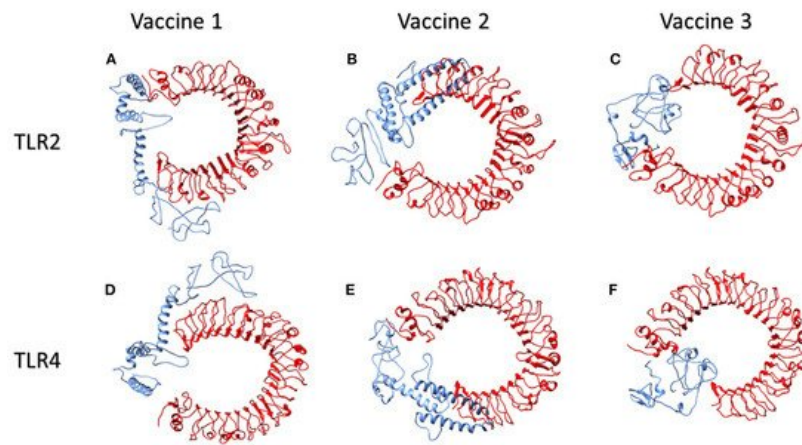 Vaccine 1 Vaccine 2 Vaccine 3
A B C
TLR2
D E F
TLR4